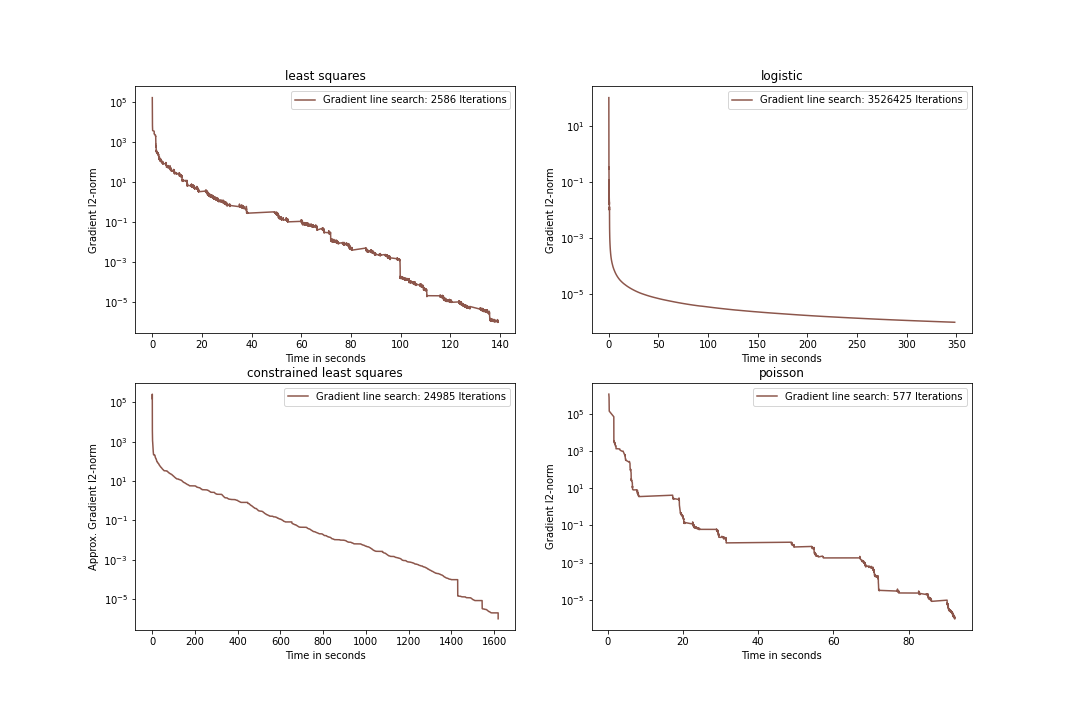 least squares
Gradient line search: 2586 Iterations
Gradient l2-norm
10^5
10^3
10^1
10^-1
10^-3
10^-5
0 20 40 60 80 100 120 140
Time in seconds
logistic
Gradient line search: 3526425 Iterations
Gradient l2-norm
10^1
10^-1
10^-3
10^-5
0 50 100 150 200 250 300 350
Time in seconds
constrained least squares
Gradient line search: 24985 Iterations
Approx. Gradient l2-norm
10^5
10^3
10^1
10^-1
10^-3
10^-5
0 200 400 600 800 1000 1200 1400 1600
Time in seconds
poisson
Gradient line search: 577 Iterations
Gradient l2-norm
10^5
10^3
10^1
10^-1
10^-3
10^-5
0 20 40 60 80
Time in seconds